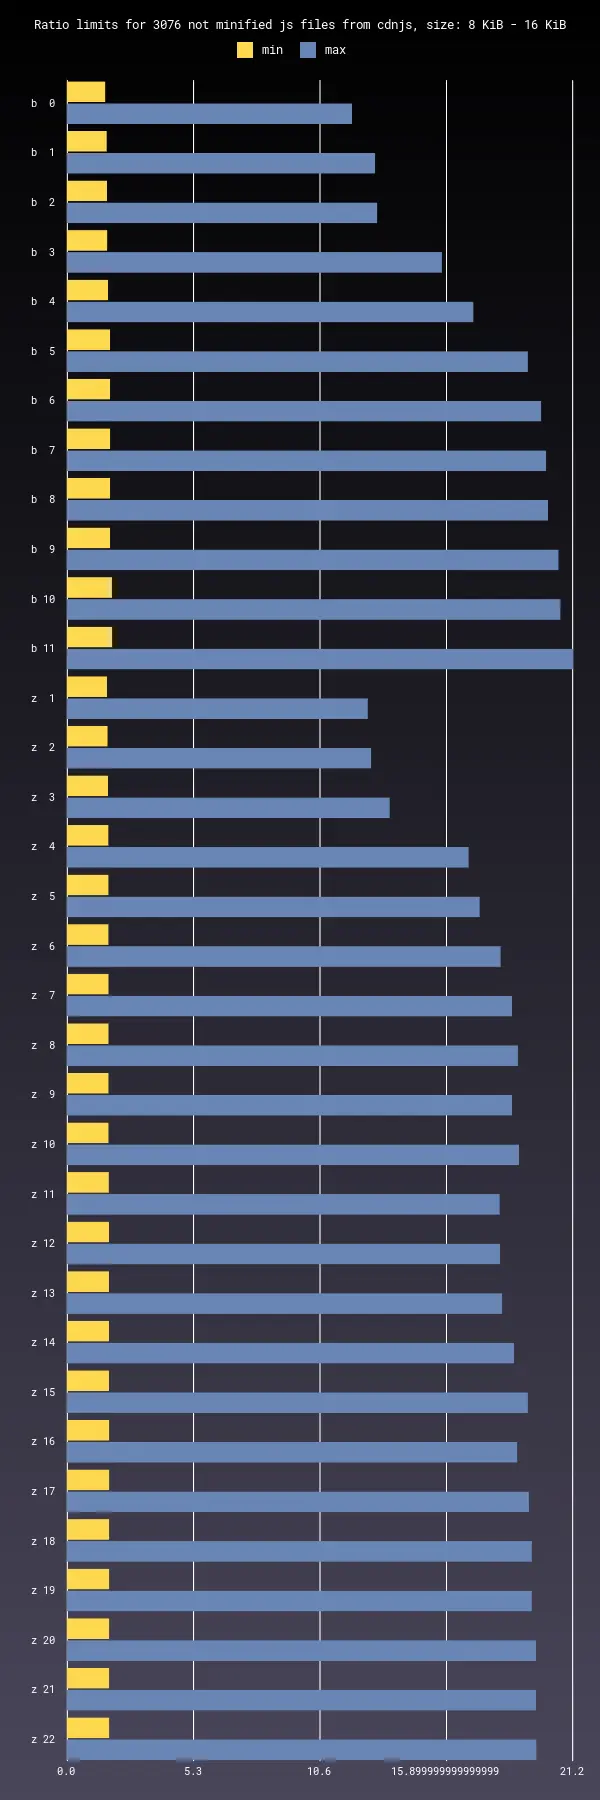 Ratio limits for 3076 not minified js files from cdnjs, size: 8 KiB - 16 KiB
min max
b 0
b 1
b 2
b 3
b 4
b 5
b 6
b 7
b 8
b 9
b 10
b 11
z 1
z 2
z 3
z 4
z 5
z 6
z 7
z 8
z 9
z 10
z 11
z 12
z 13
z 14
z 15
z 16
z 17
z 18
z 19
z 20
z 21
z 22
0.0 5.3 10.6 15.899999999999999 21.2